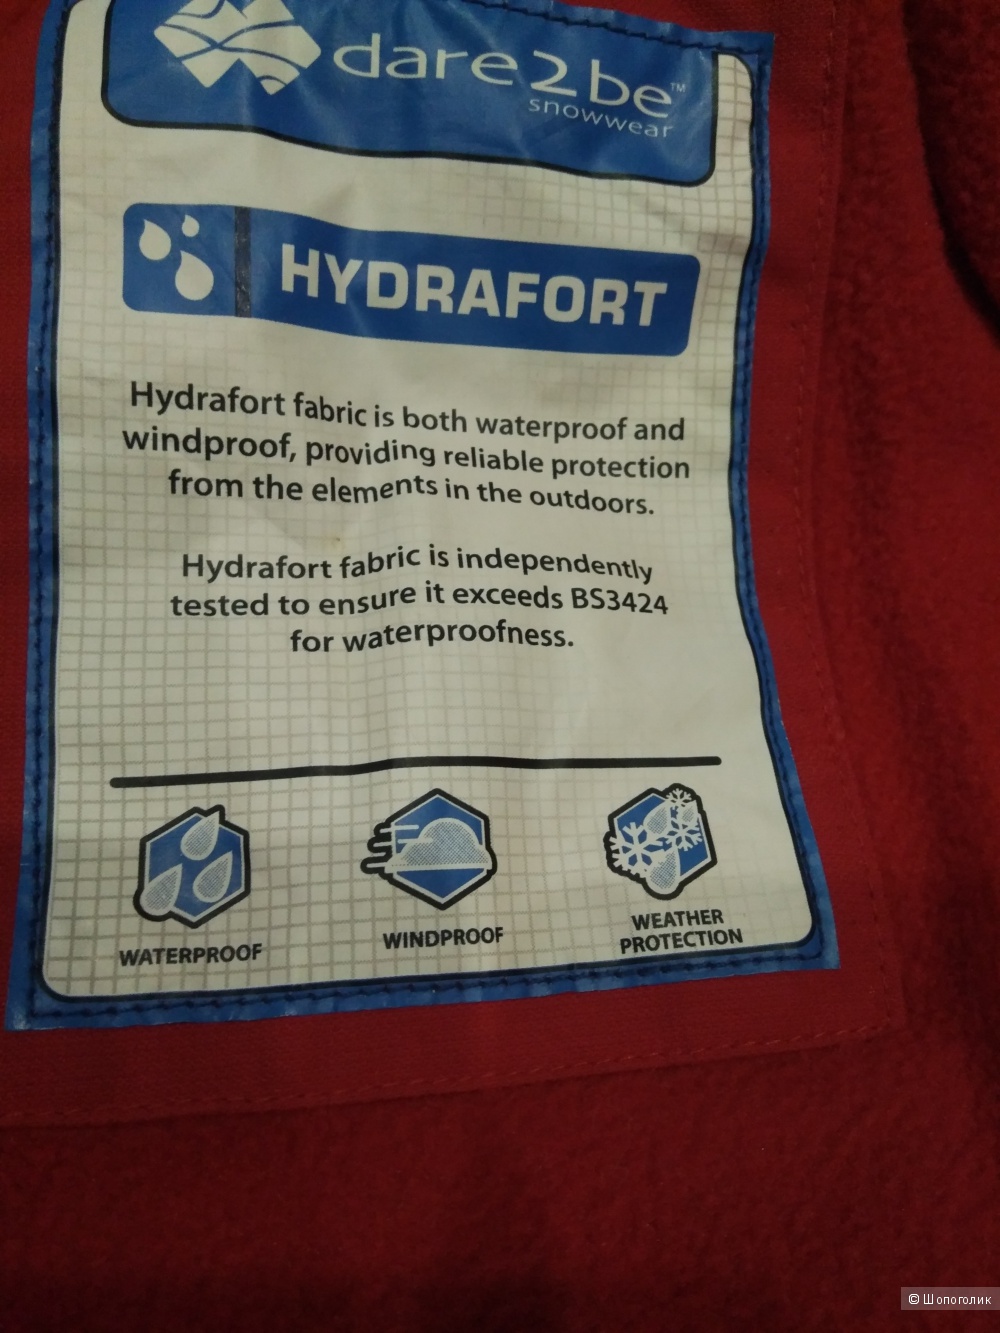 dare2be™
snowwear
HYDRAFORT
Hydrafort fabric is both waterproof and
windproof, providing reliable protection
from the elements in the outdoors.
Hydrafort fabric is independently
tested to ensure it exceeds BS3424
for waterproofness.
WATERPROOF
WINDPROOF
WEATHER
PROTECTION
© Шопоголик